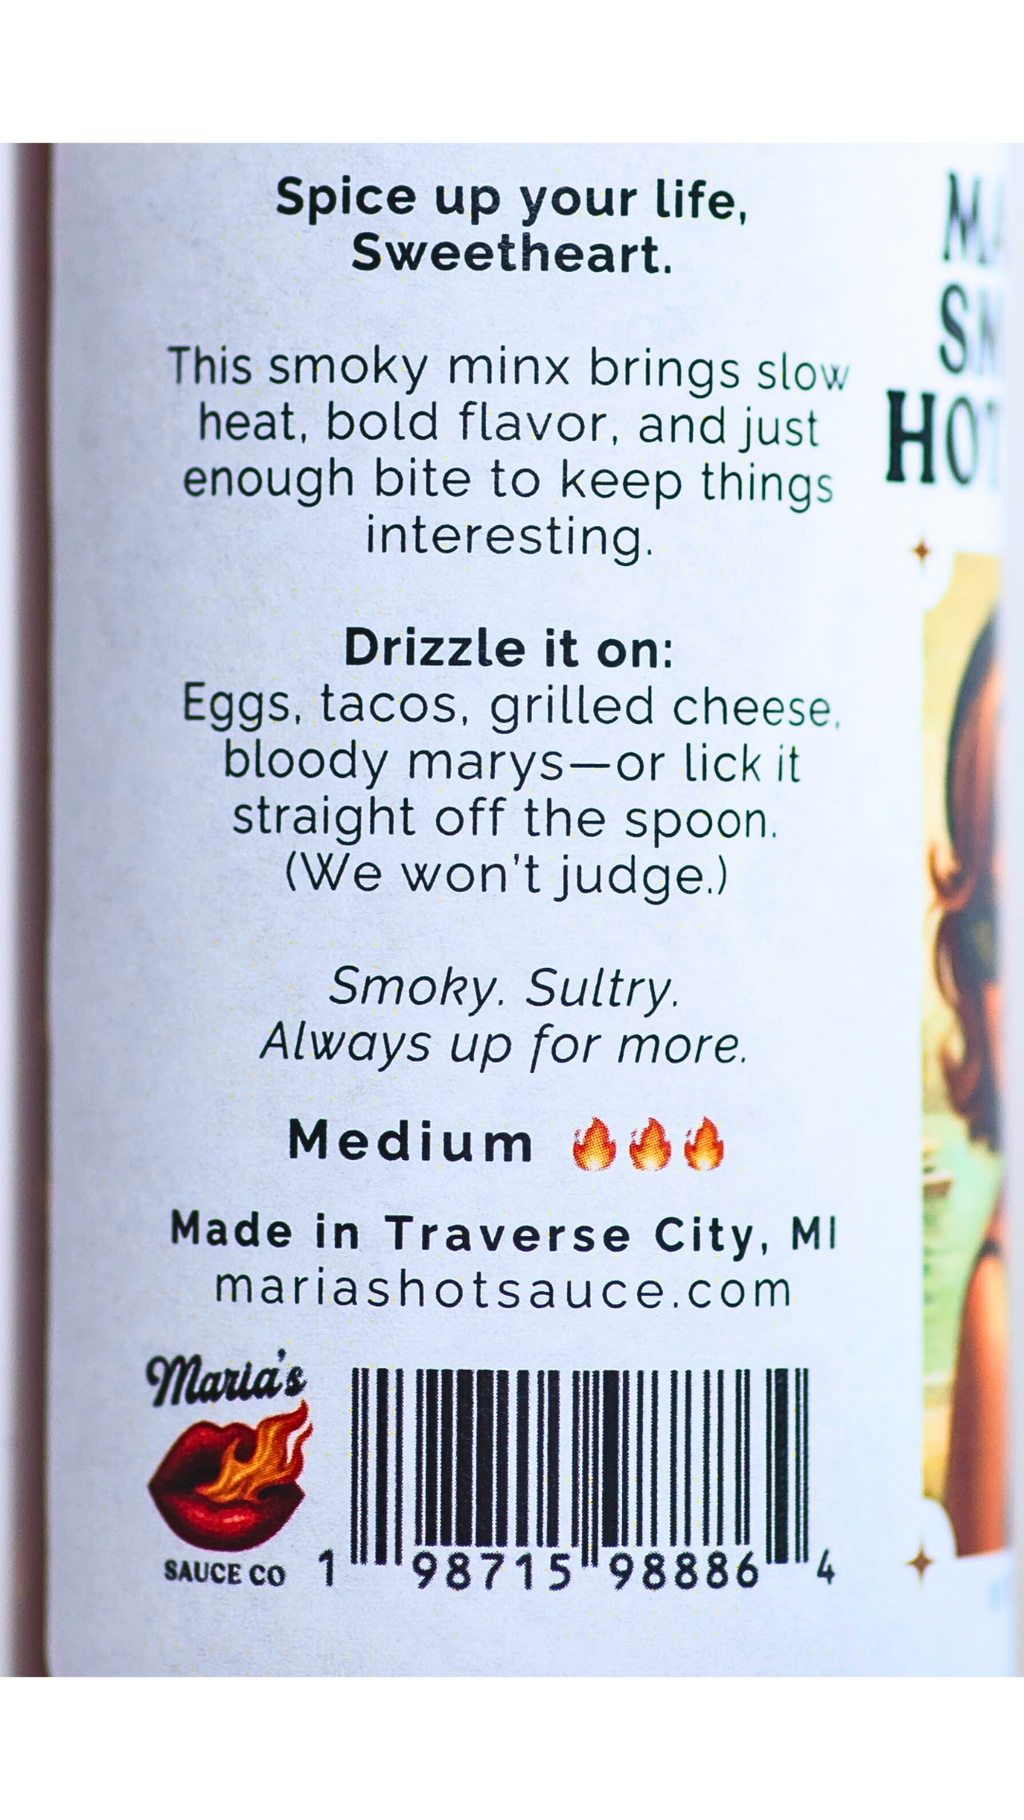 Spice up your life,
Sweetheart.
This smoky minx brings slow
heat, bold flavor, and just
enough bite to keep things
interesting.
Drizzle it on:
Eggs, tacos, grilled cheese,
bloody marys—or lick it
straight off the spoon.
(We won't judge.)
Smoky. Sultry.
Always up for more.
Medium 🔥🔥🔥
Made in Traverse City, MI
mariashotsauce.com
Maria's
SAUCE CO
1 98715 98886 4